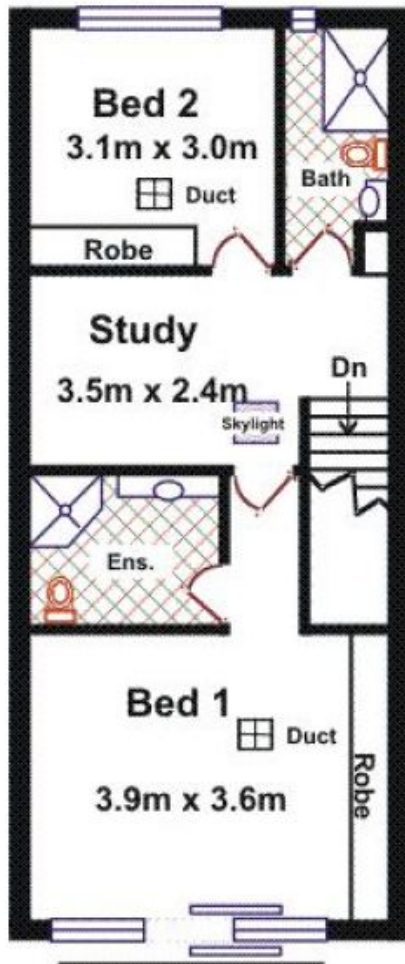 Bed 2
3.1m x 3.0m
Duct
Bath
Robe
Study
3.5m x 2.4m
Dn
Skylight
Ens.
Bed 1
Duct
3.9m x 3.6m
Robe